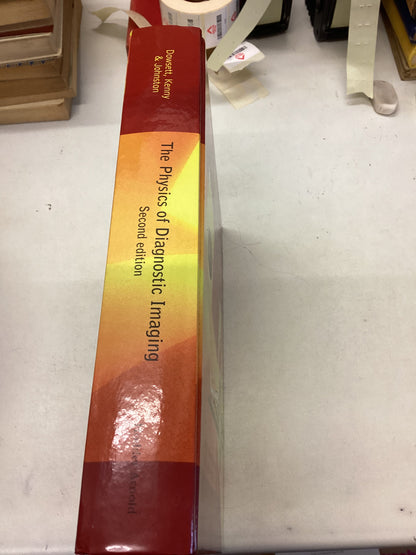 Dowsett, Kenny
& Johnston
The Physics of Diagnostic Imaging
Second edition